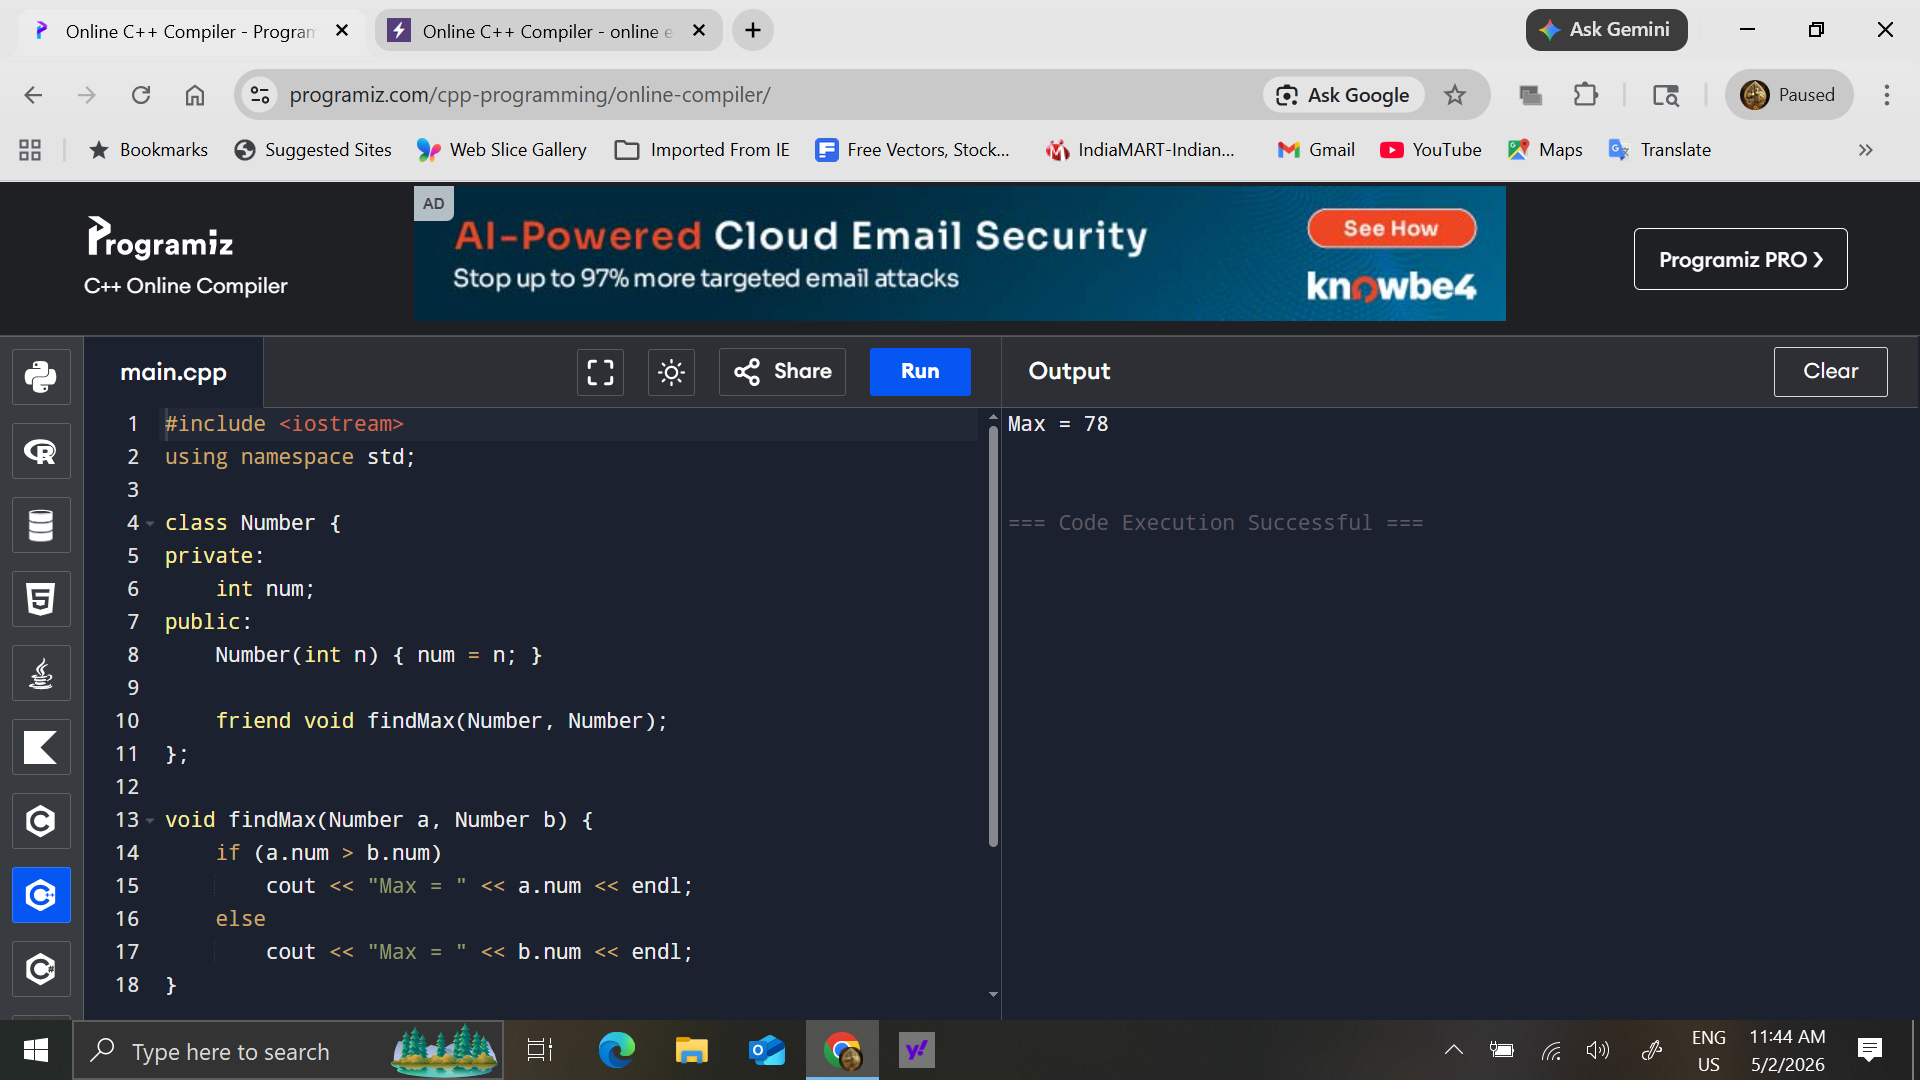 Online C++ Compiler - Program
Online C++ Compiler - online e
Ask Gemini
programiz.com/cpp-programming/online-compiler/
Ask Google
Paused
Bookmarks
Suggested Sites
Web Slice Gallery
Imported From IE
Free Vectors, Stock...
IndiaMART-Indian...
Gmail
YouTube
Maps
Translate
Programiz
C++ Online Compiler
AD
AI-Powered Cloud Email Security
Stop up to 97% more targeted email attacks
See How
knowbe4
Programiz PRO ›
main.cpp
Share
Run
Output
Clear
1 #include <iostream>
2 using namespace std;
3
4 class Number {
5 private:
6     int num;
7 public:
8     Number(int n) { num = n; }
9
10     friend void findMax(Number, Number);
11 };
12
13 void findMax(Number a, Number b) {
14     if (a.num > b.num)
15         cout << "Max = " << a.num << endl;
16     else
17         cout << "Max = " << b.num << endl;
18 }
Max = 78
=== Code Execution Successful ===
Type here to search
ENG
US
11:44 AM
5/2/2026